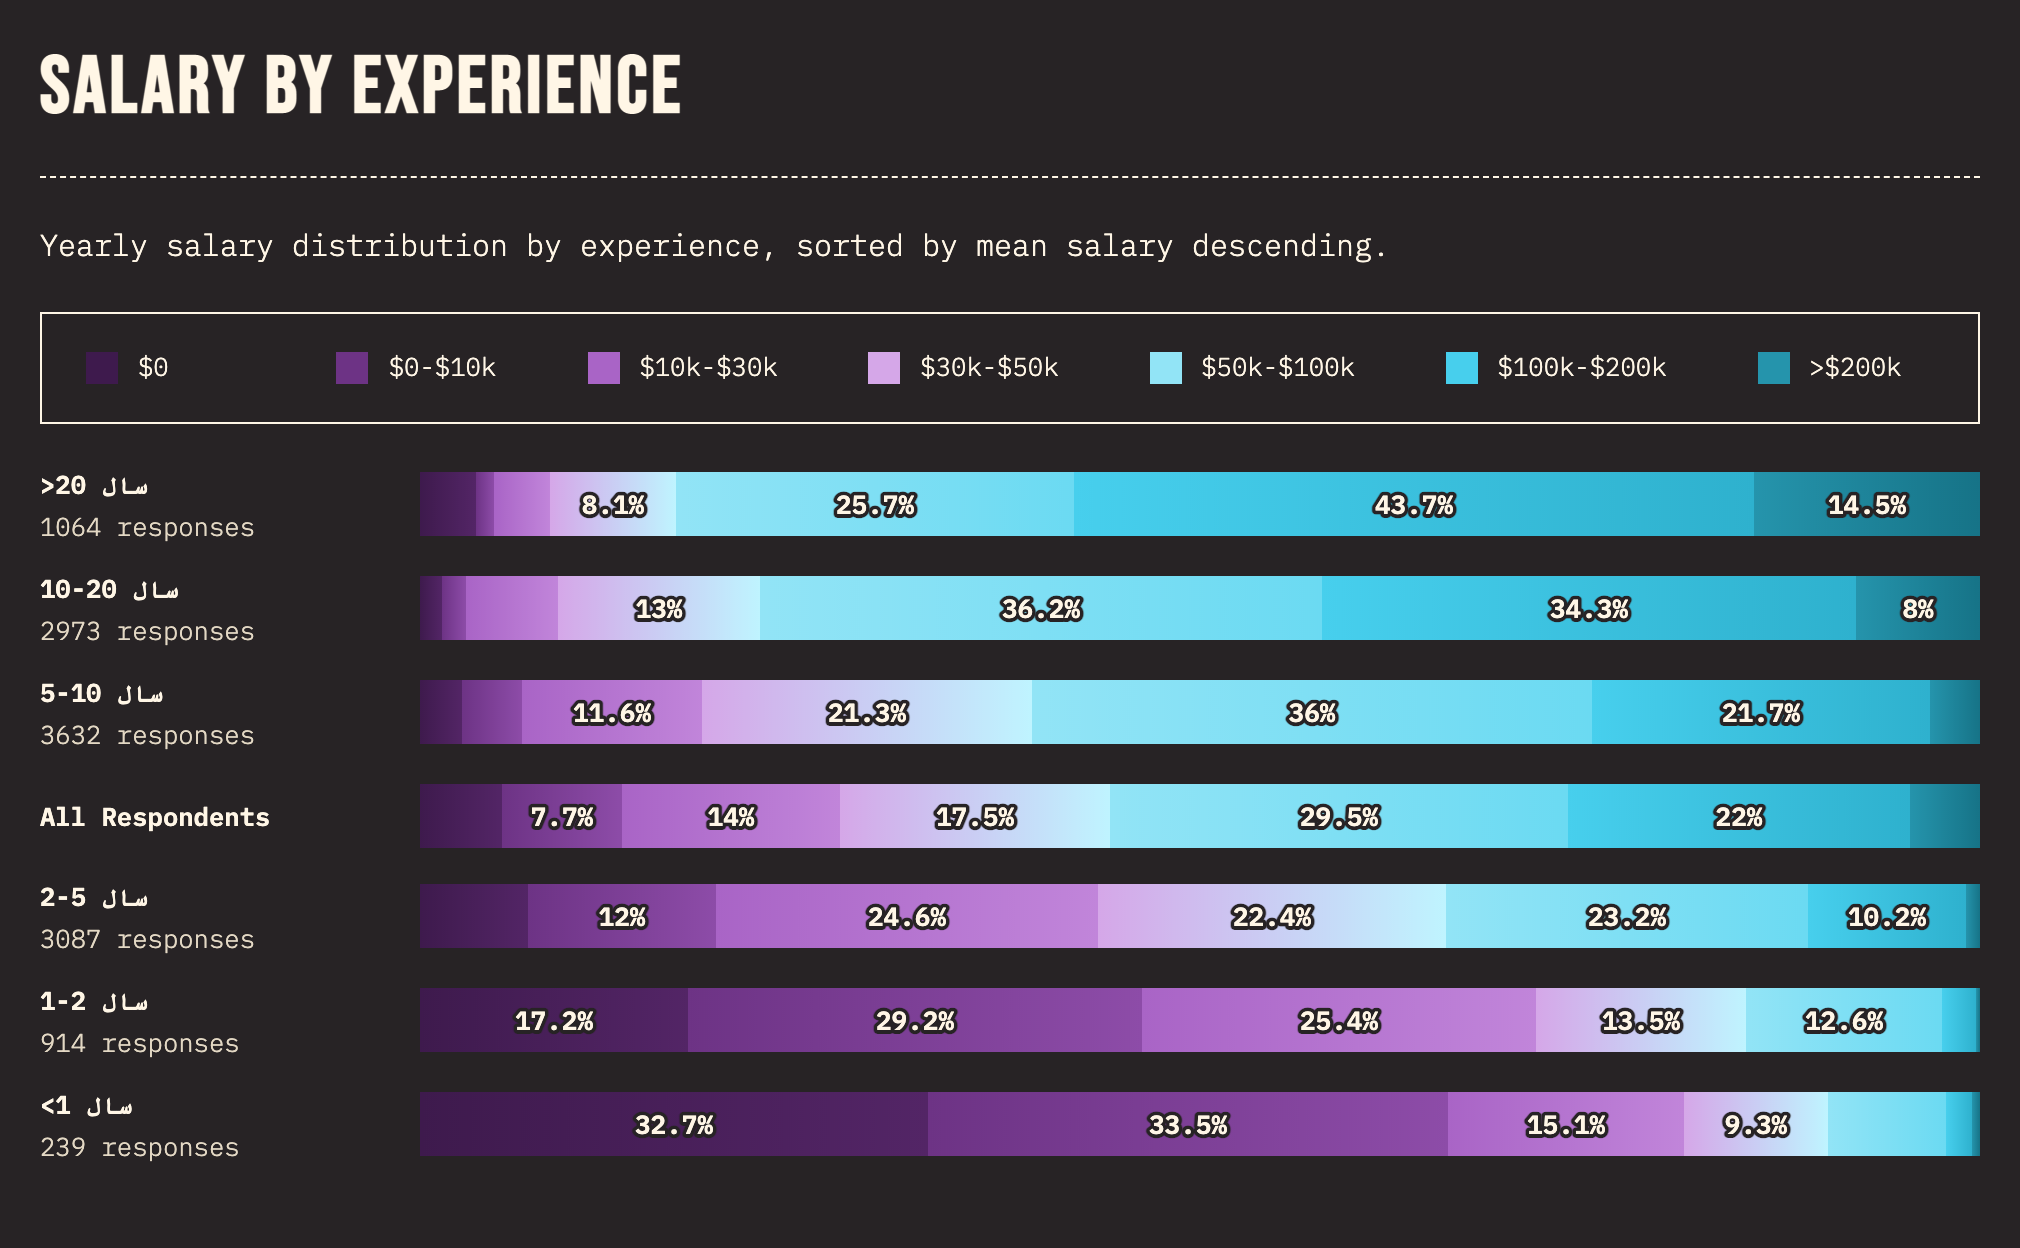 SALARY BY EXPERIENCE
Yearly salary distribution by experience, sorted by mean salary descending.
$0 $0-$10k $10k-$30k $30k-$50k $50k-$100k $100k-$200k >$200k
>20 سال
1064 responses
8.1% 25.7% 43.7% 14.5%
10-20 سال
2973 responses
13% 36.2% 34.3% 8%
5-10 سال
3632 responses
11.6% 21.3% 36% 21.7%
All Respondents
7.7% 14% 17.5% 29.5% 22%
2-5 سال
3087 responses
12% 24.6% 22.4% 23.2% 10.2%
1-2 سال
914 responses
17.2% 29.2% 25.4% 13.5% 12.6%
<1 سال
239 responses
32.7% 33.5% 15.1% 9.3%